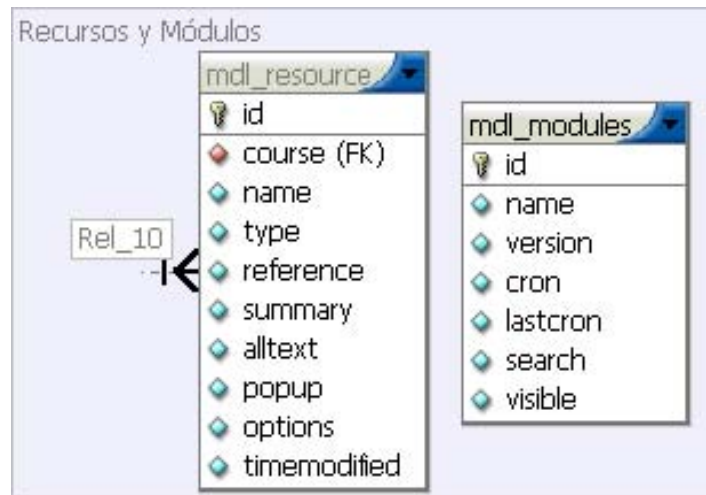 Recursos y Módulos
mdl_resource
id
course (FK)
name
type
reference
summary
alltext
popup
options
timemodified
Rel_10
mdl_modules
id
name
version
cron
lastcron
search
visible